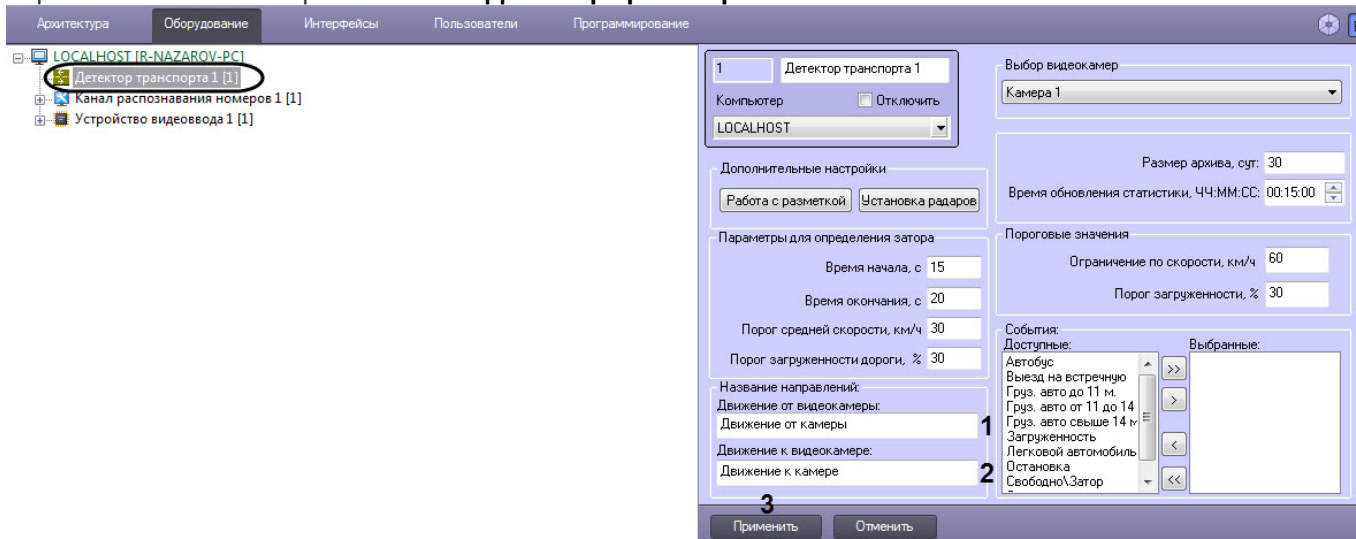 Архитектура
Оборудование
Интерфейсы
Пользователи
Программирование
LOCALHOST [R-NAZAROV-PC]
Детектор транспорта 1 [1]
Канал распознавания номеров 1 [1]
Устройство видеоввода 1 [1]
1
Детектор транспорта 1
Компьютер
Отключить
LOCALHOST
Дополнительные настройки
Работа с разметкой
Установка радаров
Параметры для определения затора
Время начала, с 15
Время окончания, с 20
Порог средней скорости, км/ч 30
Порог загруженности дороги, % 30
Название направлений:
Движение от видеокамеры:
Движение от камеры
1
Движение к видеокамере:
Движение к камере
2
3
Применить
Отменить
Выбор видеокамер
Камера 1
Размер архива, сут: 30
Время обновления статистики, ЧЧ:ММ:СС: 00:15:00
Пороговые значения
Ограничение по скорости, км/ч 60
Порог загруженности, % 30
События:
Доступные:
Выбранные:
Автобус
Выезд на встречную
Груз. авто до 11 м.
Груз. авто от 11 до 14
Груз. авто свыше 14 м
Загруженность
Легковой автомобиль
Остановка
Свободно\Затор
>>
>
<
<<